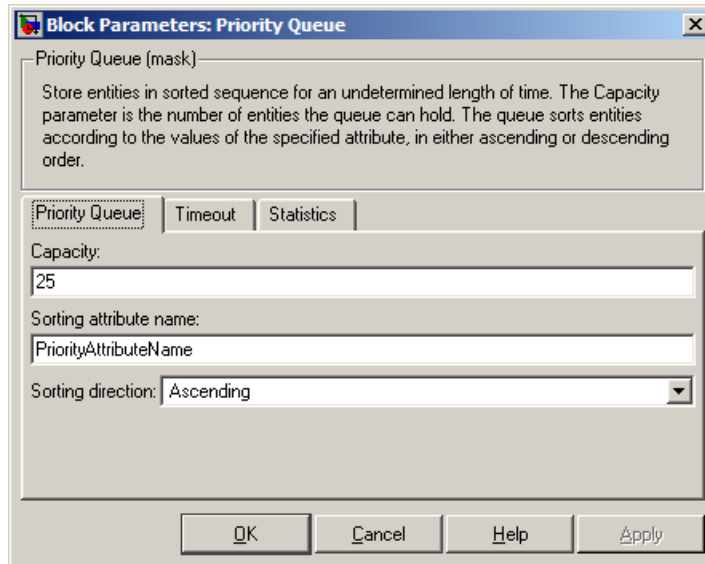 Block Parameters: Priority Queue
Priority Queue (mask)
Store entities in sorted sequence for an undetermined length of time. The Capacity
parameter is the number of entities the queue can hold. The queue sorts entities
according to the values of the specified attribute, in either ascending or descending
order.
Priority Queue Timeout Statistics
Capacity:
25
Sorting attribute name:
PriorityAttributeName
Sorting direction: Ascending
OK Cancel Help Apply